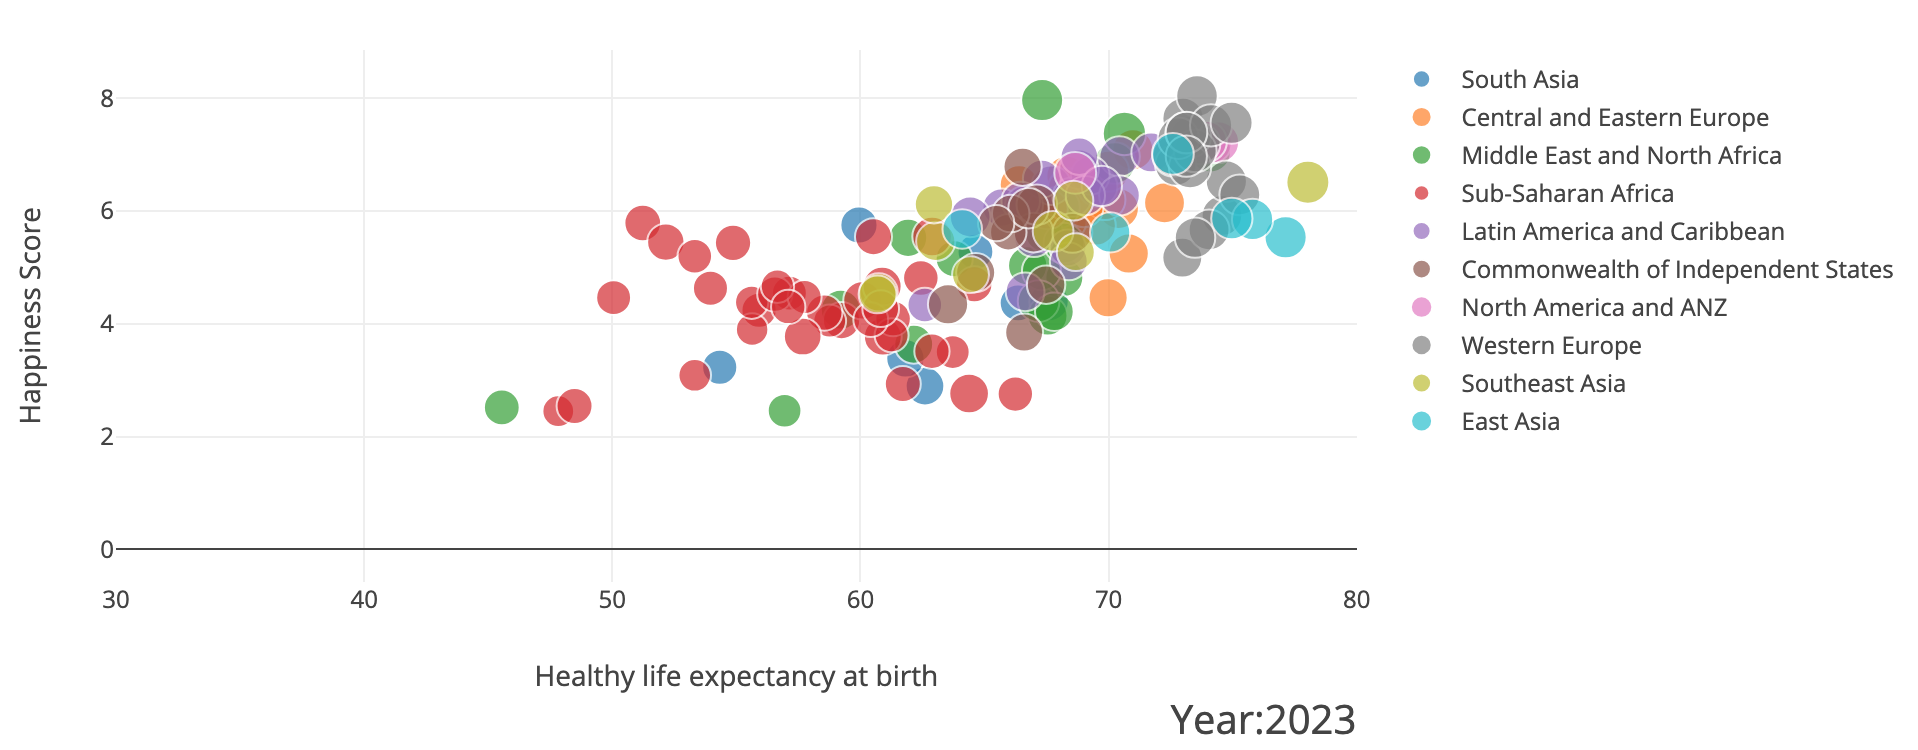 Happiness Score
8
6
4
2
0
30 40 50 60 70 80
Healthy life expectancy at birth
Year:2023
South Asia
Central and Eastern Europe
Middle East and North Africa
Sub-Saharan Africa
Latin America and Caribbean
Commonwealth of Independent States
North America and ANZ
Western Europe
Southeast Asia
East Asia